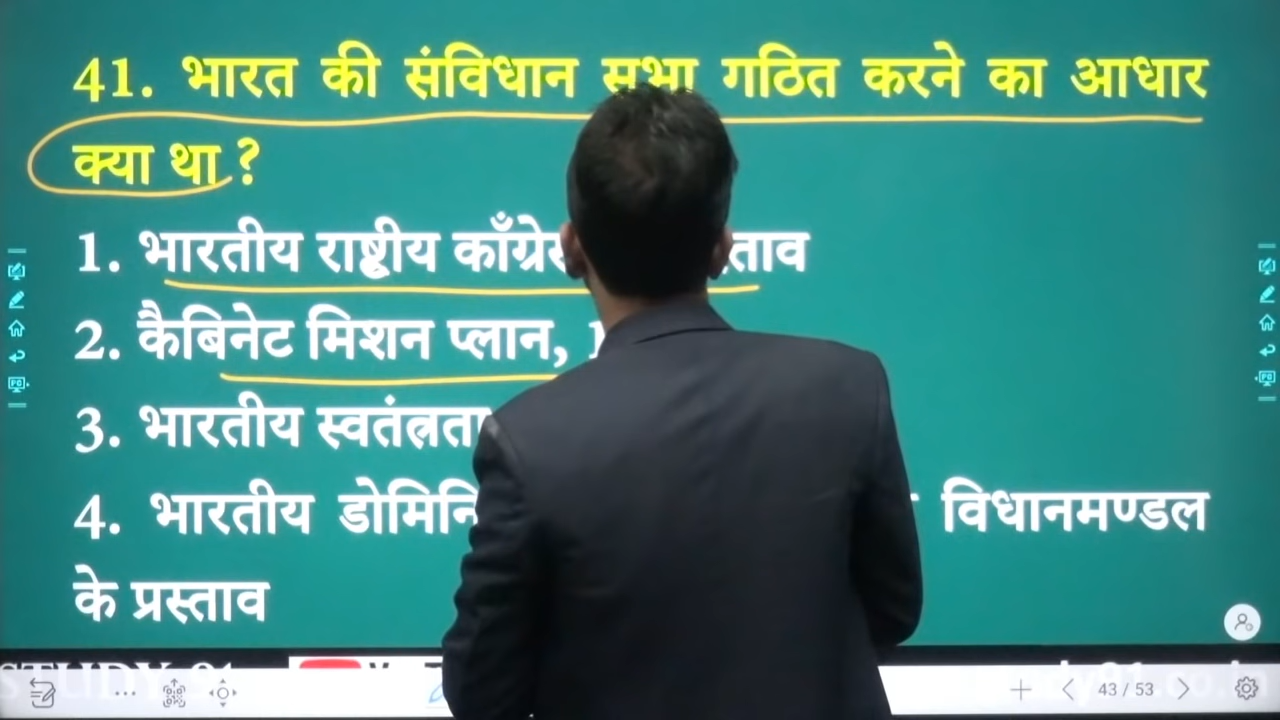 41. भारत की संविधान सभा गठित करने का आधार
क्या था ?
1. भारतीय राष्ट्रीय काँग्रेस
2. कैबिनेट मिशन प्लान,
3. भारतीय स्वतंत्रता
4. भारतीय विधानमण्डल
के प्रस्ताव
43 / 53